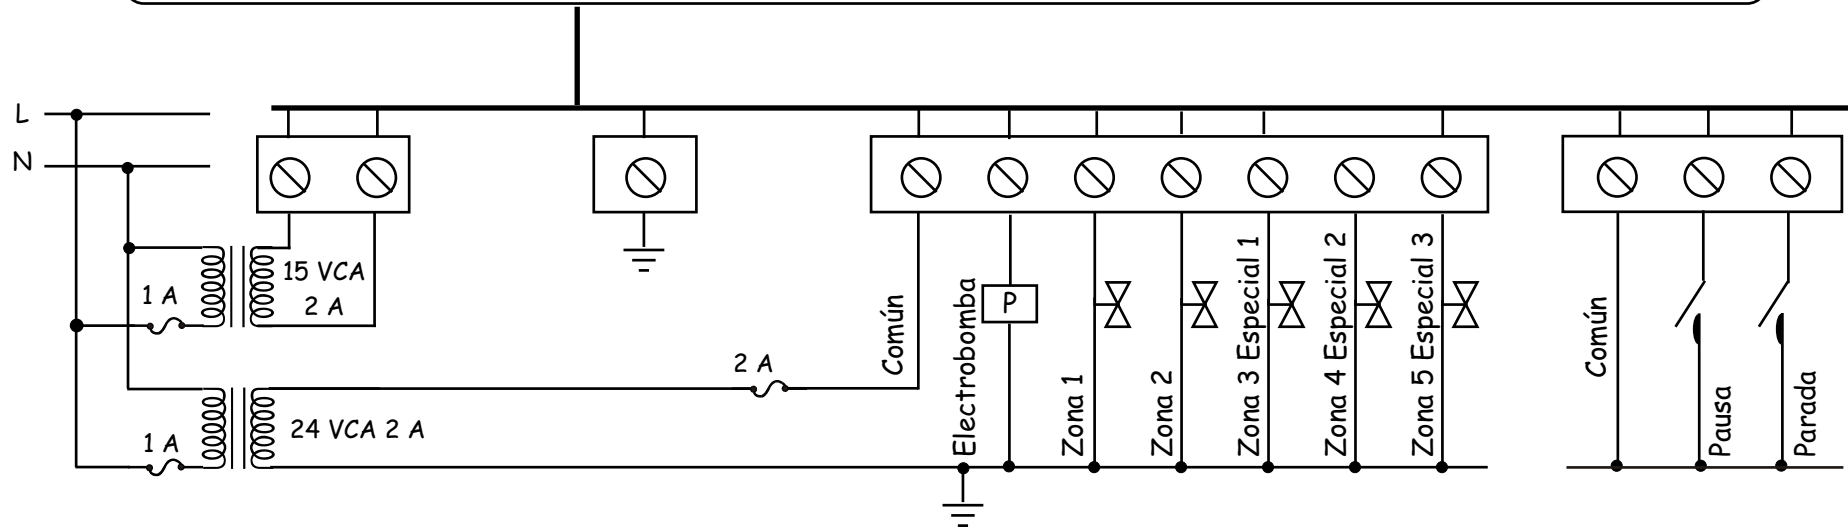 L
N
1 A
15 VCA
2 A
1 A
24 VCA 2 A
2 A
Común
Electrobomba
P
Zona 1
Zona 2
Zona 3 Especial 1
Zona 4 Especial 2
Zona 5 Especial 3
Común
Pausa
Parada